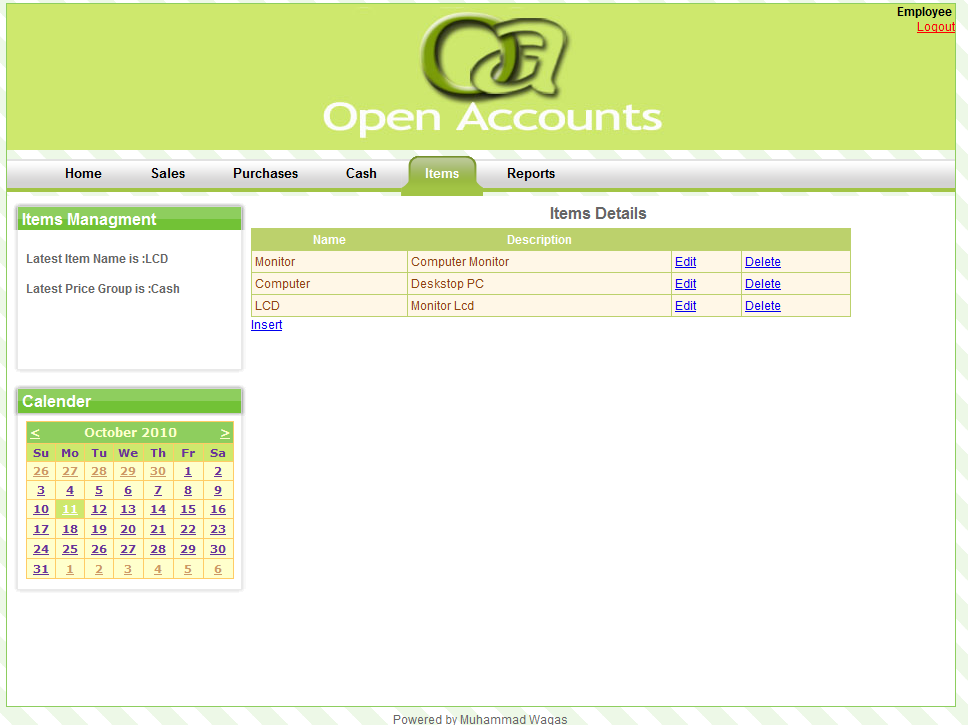 Employee
Logout
Oa
Open Accounts
Home Sales Purchases Cash Items Reports
Items Managment
Latest Item Name is :LCD
Latest Price Group is :Cash
Calender
< October 2010 >
Su Mo Tu We Th Fr Sa
26 27 28 29 30 1 2
3 4 5 6 7 8 9
10 11 12 13 14 15 16
17 18 19 20 21 22 23
24 25 26 27 28 29 30
31 1 2 3 4 5 6
Items Details
Name Description
Monitor Computer Monitor Edit Delete
Computer Deskstop PC Edit Delete
LCD Monitor Lcd Edit Delete
Insert
Powered by Muhammad Waqas